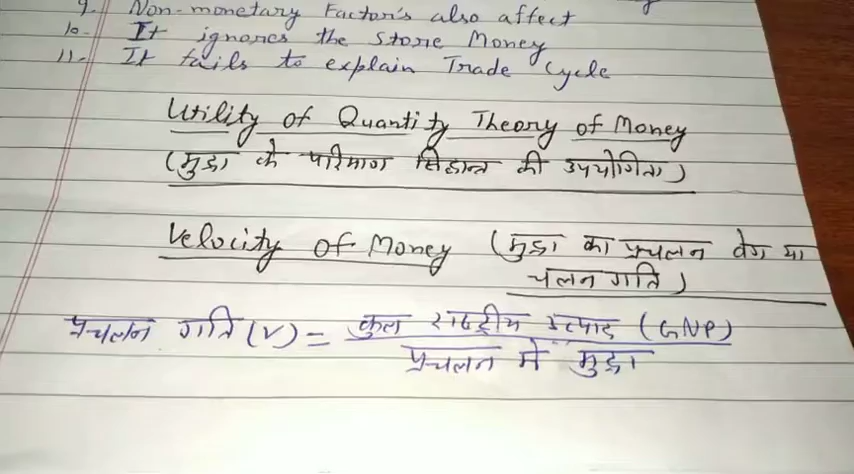 9. Non-monetary Factor's also affect
10. It ignores the store Money
11. It fails to explain Trade Cycle
Utility of Quantity Theory of Money
(मुद्रा के परिमाण सिद्धान्त की उपयोगिता)
Velocity of Money (मुद्रा का प्रचलन वेग या
चलन गति)
प्रचलन गति (V) = कुल राष्ट्रीय उत्पाद (GNP)
प्रचलन में मुद्रा